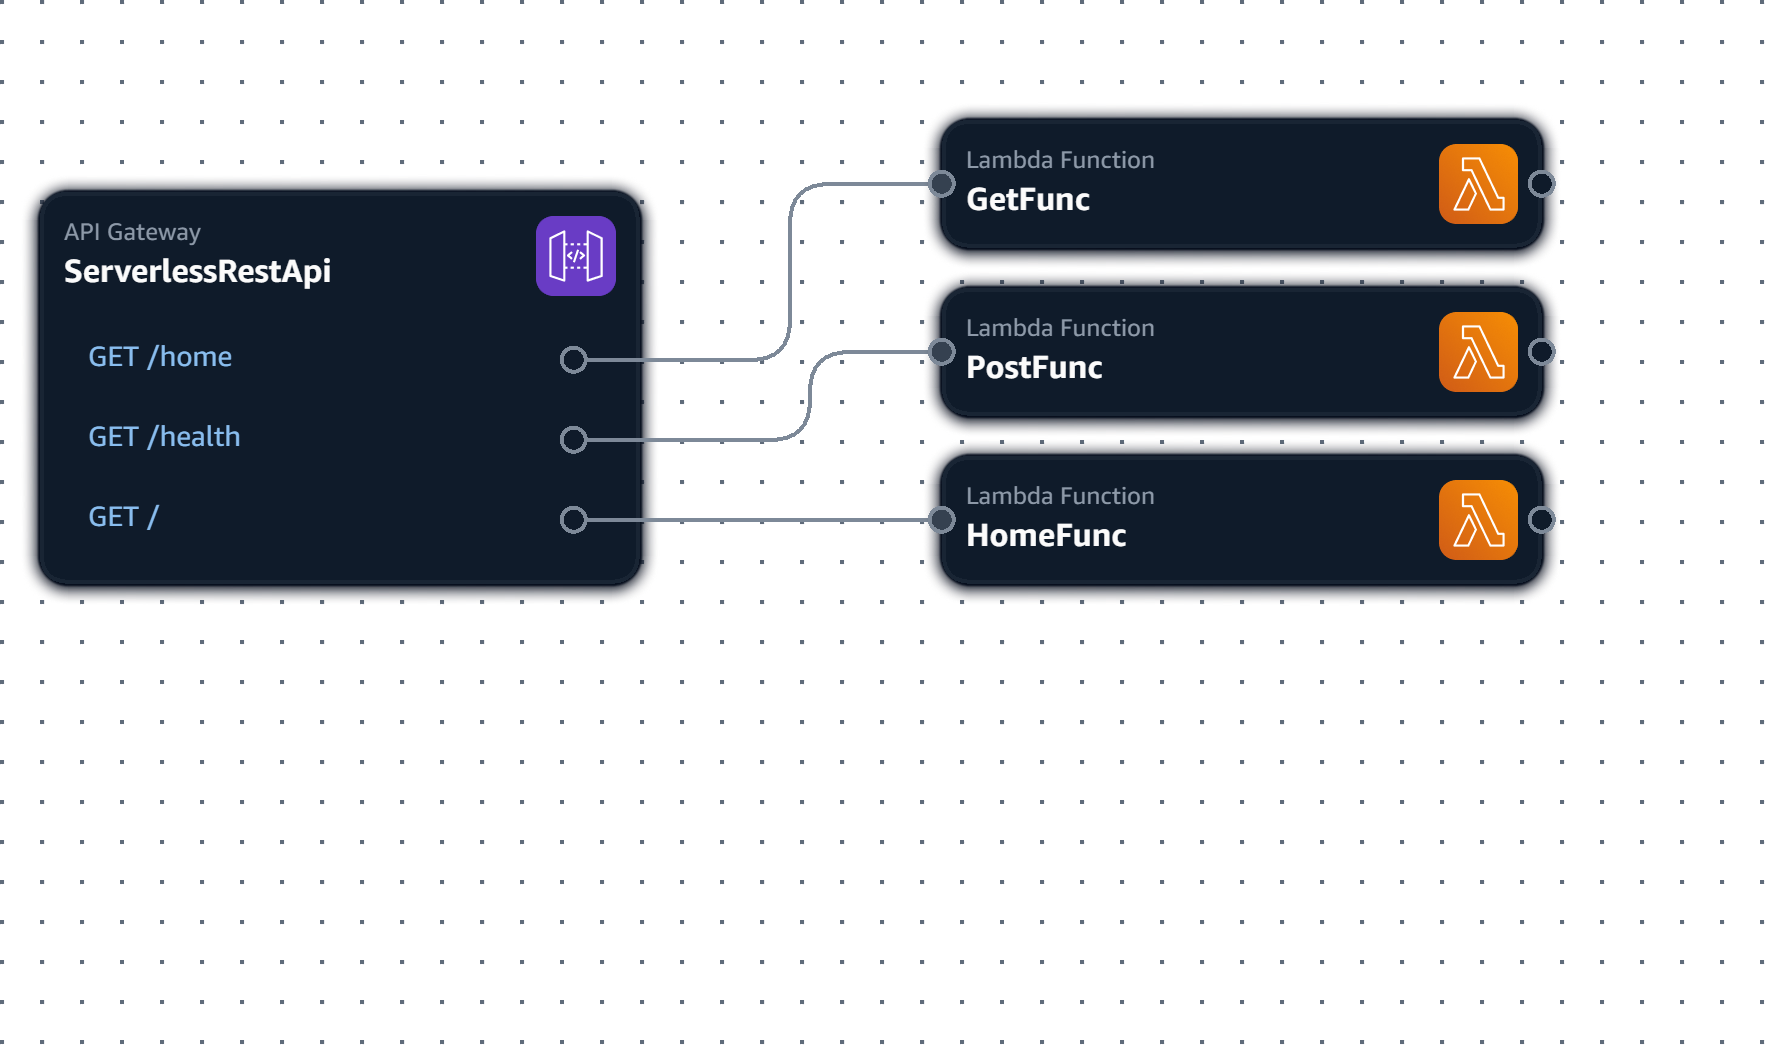 API Gateway
ServerlessRestApi
</>
GET /home
GET /health
GET /
Lambda Function
GetFunc
Lambda Function
PostFunc
Lambda Function
HomeFunc